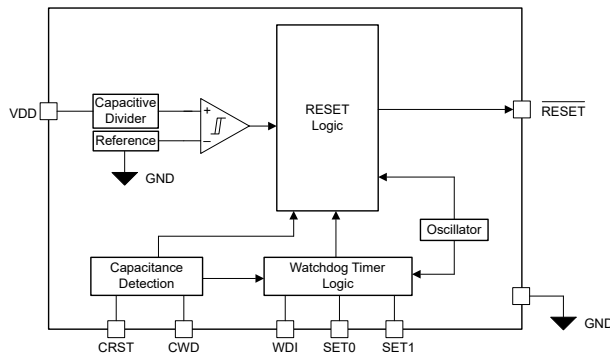 VDD
Capacitive
Divider
Reference
GND
+
−
RESET
Logic
RESET
Oscillator
Capacitance
Detection
Watchdog Timer
Logic
GND
CRST
CWD
WDI
SET0
SET1